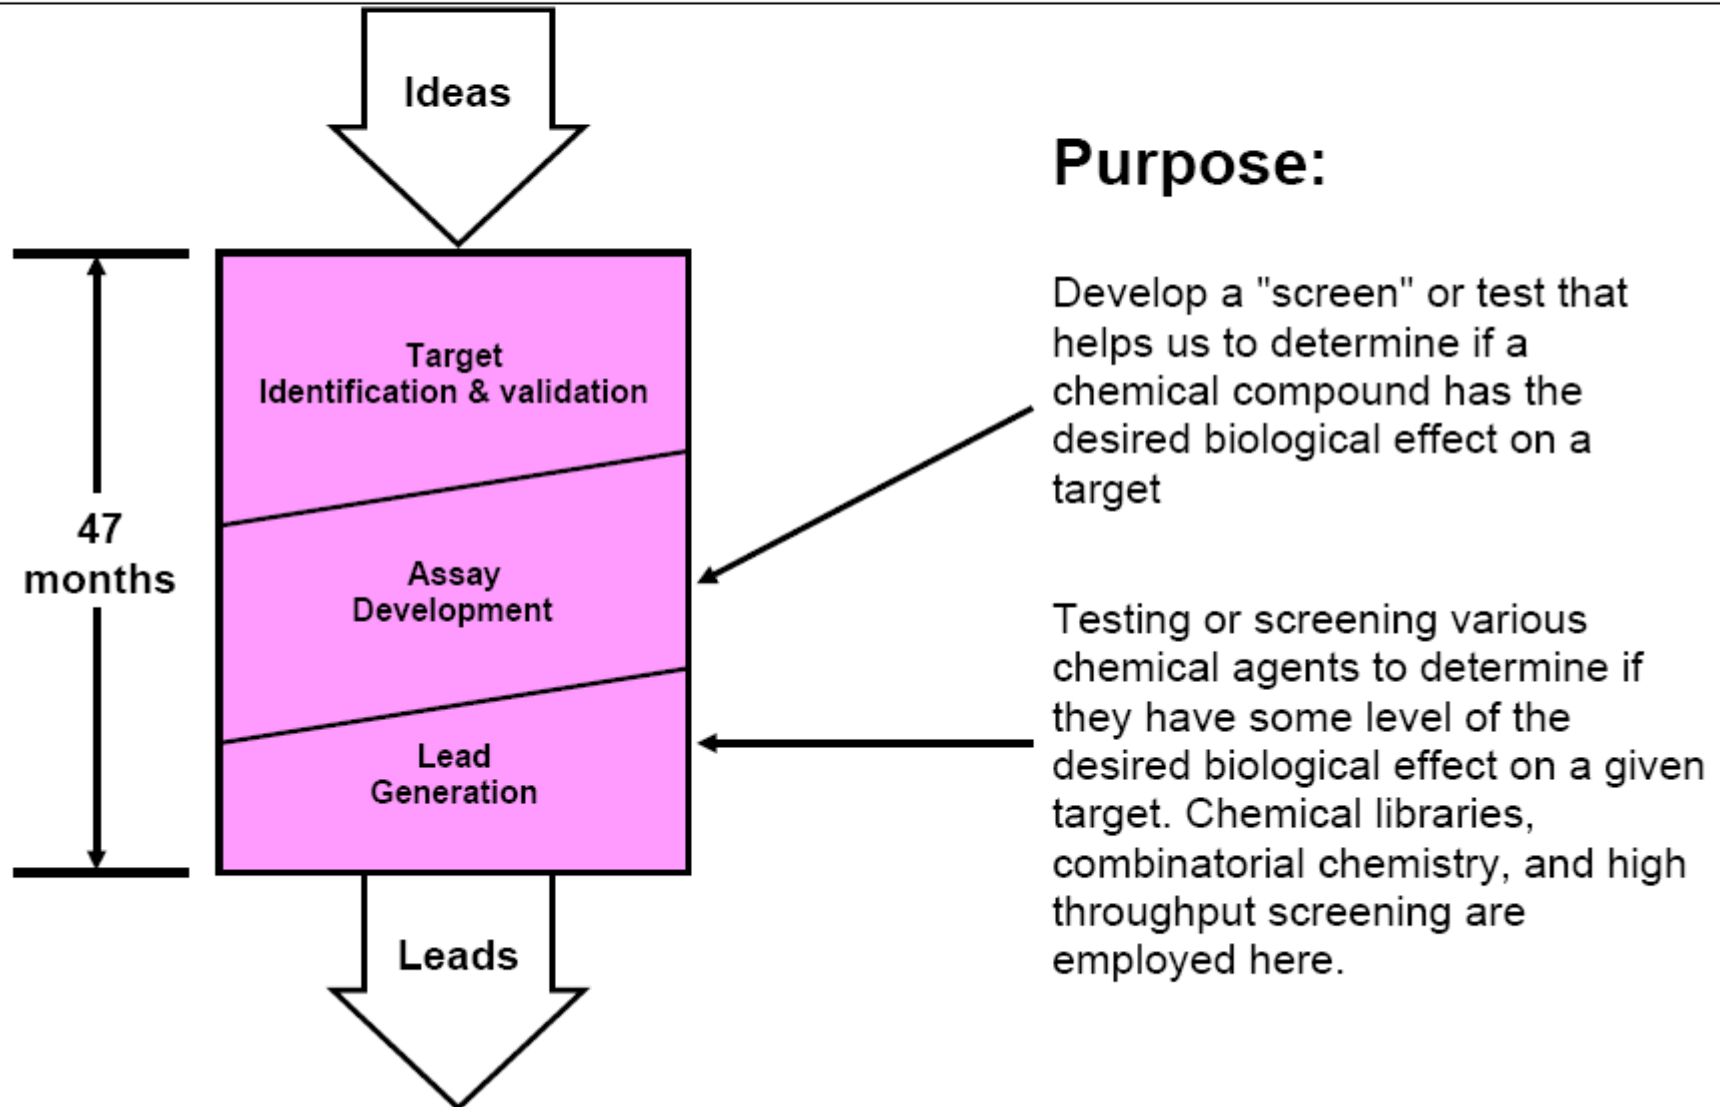 Ideas
Purpose:
Develop a "screen" or test that
helps us to determine if a
chemical compound has the
desired biological effect on a
target
Target
Identification & validation
47
months
Assay
Development
Testing or screening various
chemical agents to determine if
they have some level of the
desired biological effect on a given
target. Chemical libraries,
combinatorial chemistry, and high
throughput screening are
employed here.
Lead
Generation
Leads